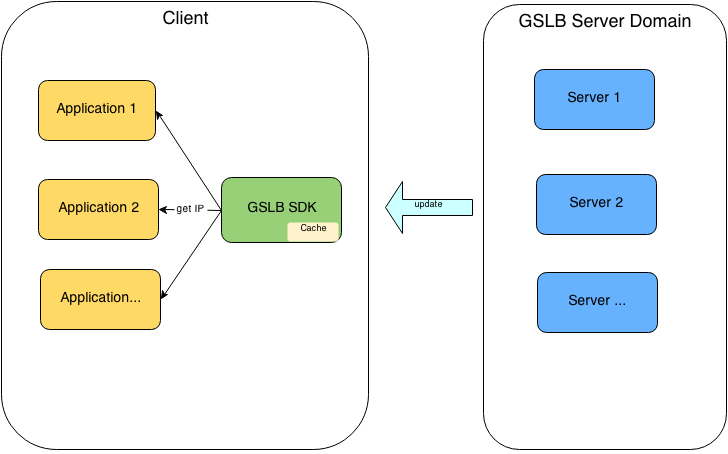 Client
GSLB Server Domain
Application 1
Server 1
Application 2
get IP
GSLB SDK
Cache
update
Server 2
Application...
Server ...